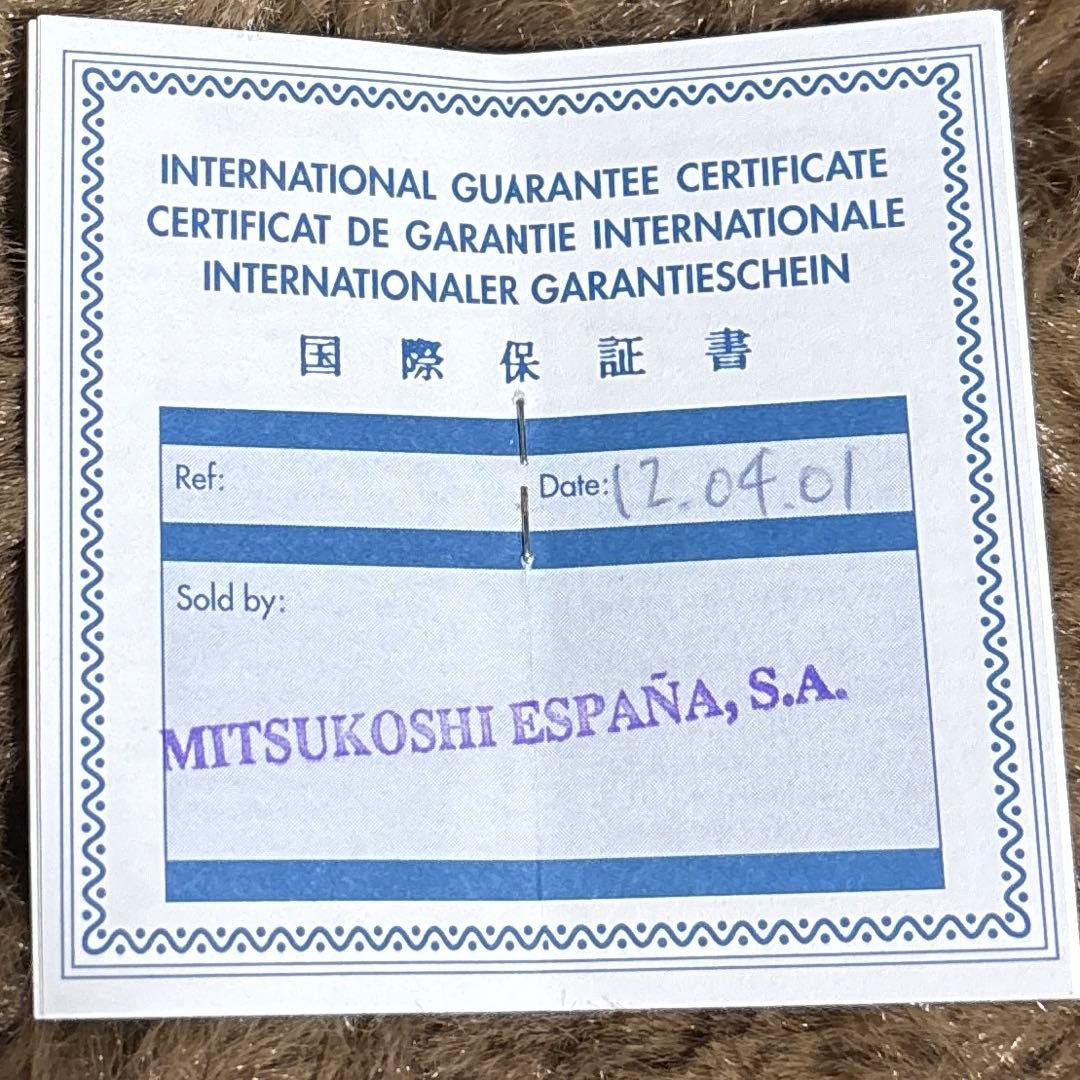 INTERNATIONAL GUARANTEE CERTIFICATE
CERTIFICAT DE GARANTIE INTERNATIONALE
INTERNATIONALER GARANTIESCHEIN
国際保証書
Ref:
Date: 12.04.01
Sold by:
MITSUKOSHI ESPAÑA, S.A.